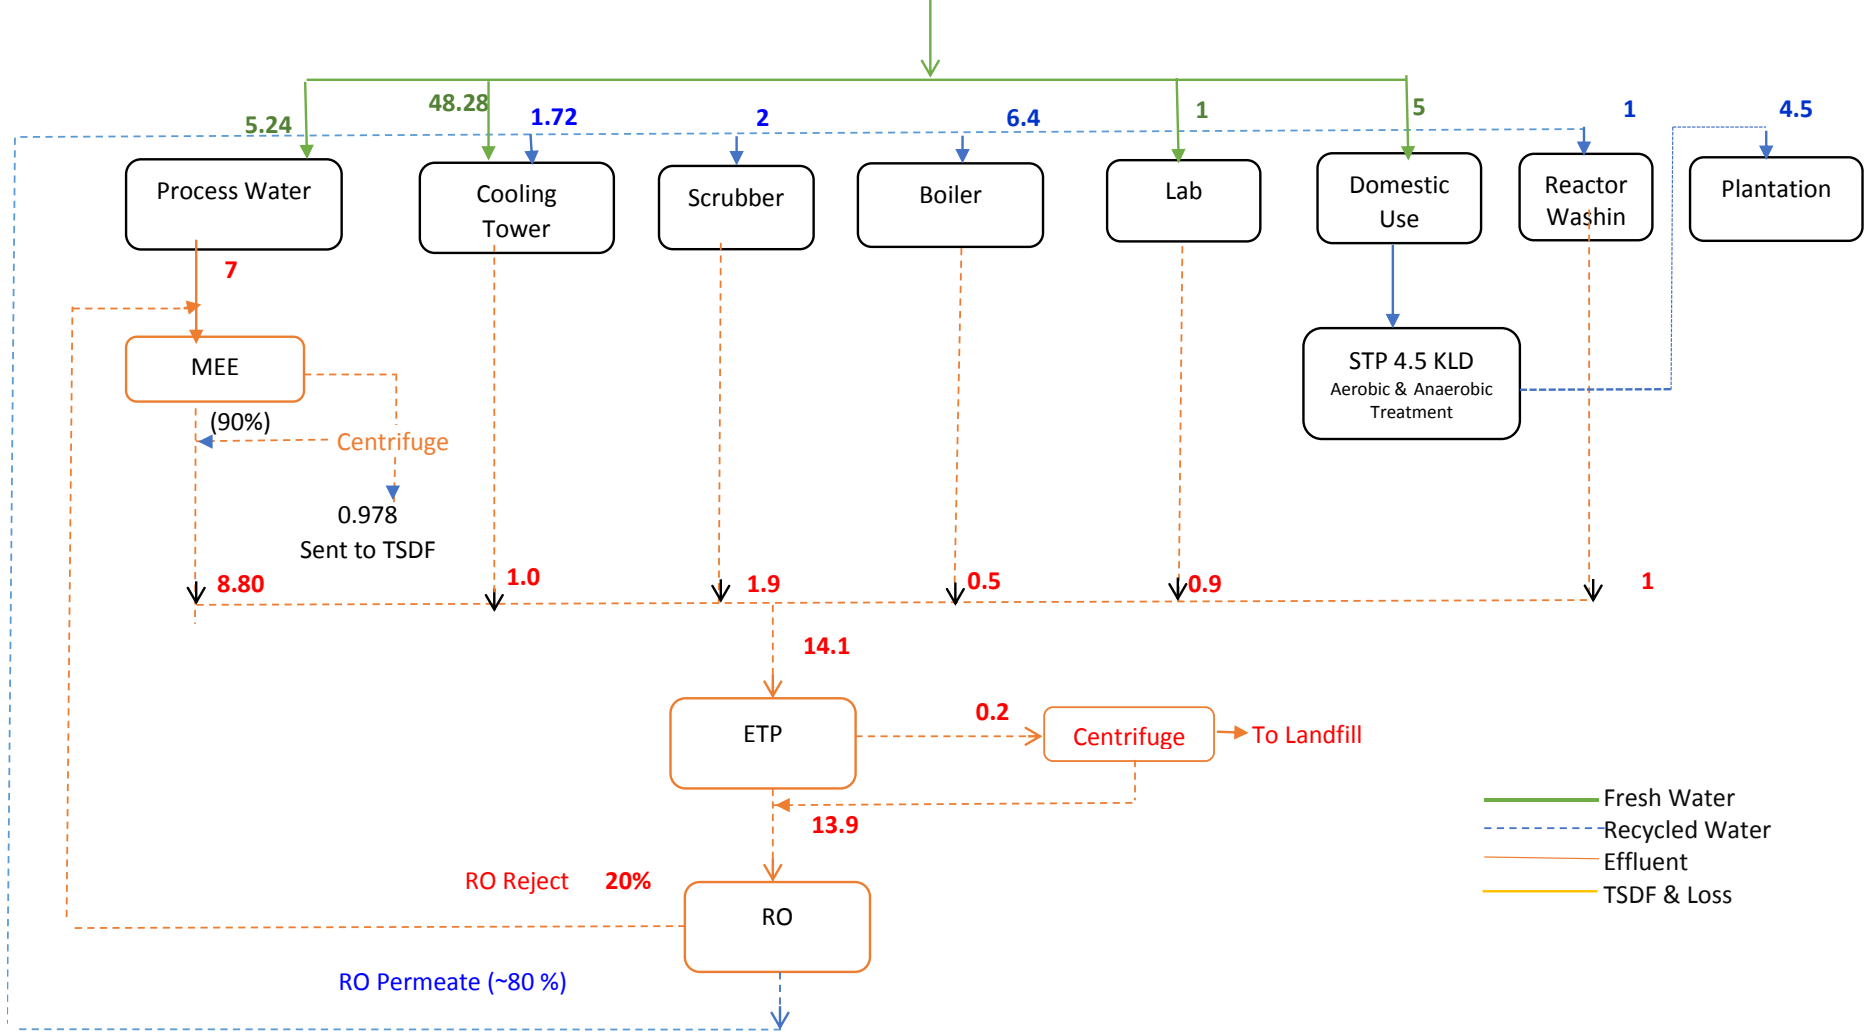 48.28
5.24
1.72
2
6.4
1
5
1
4.5
Process Water
Cooling
Tower
Scrubber
Boiler
Lab
Domestic
Use
Reactor
Washin
Plantation
7
MEE
(90%)
Centrifuge
0.978
Sent to TSDF
STP 4.5 KLD
Aerobic & Anaerobic
Treatment
8.80
1.0
1.9
0.5
0.9
1
14.1
ETP
0.2
Centrifuge
To Landfill
13.9
RO Reject 20%
RO
RO Permeate (~80 %)
Fresh Water
Recycled Water
Effluent
TSDF & Loss